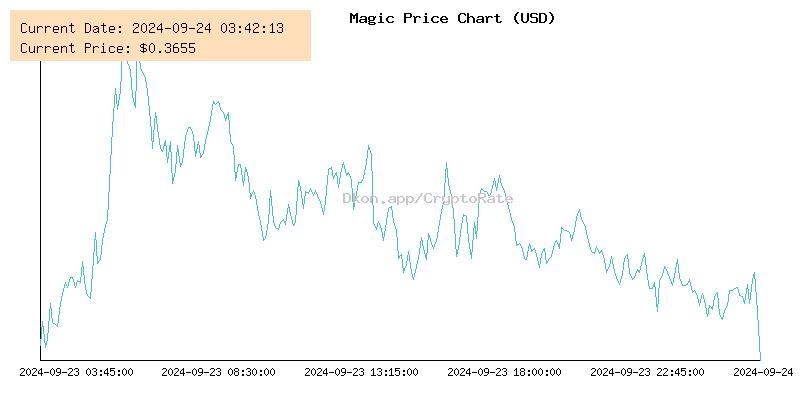 Magic Price Chart (USD)
Current Date: 2024-09-24 03:42:13
Current Price: $0.3655
Dkon.app/CryptoRate
2024-09-23 03:45:00
2024-09-23 08:30:00
2024-09-23 13:15:00
2024-09-23 18:00:00
2024-09-23 22:45:00
2024-09-24